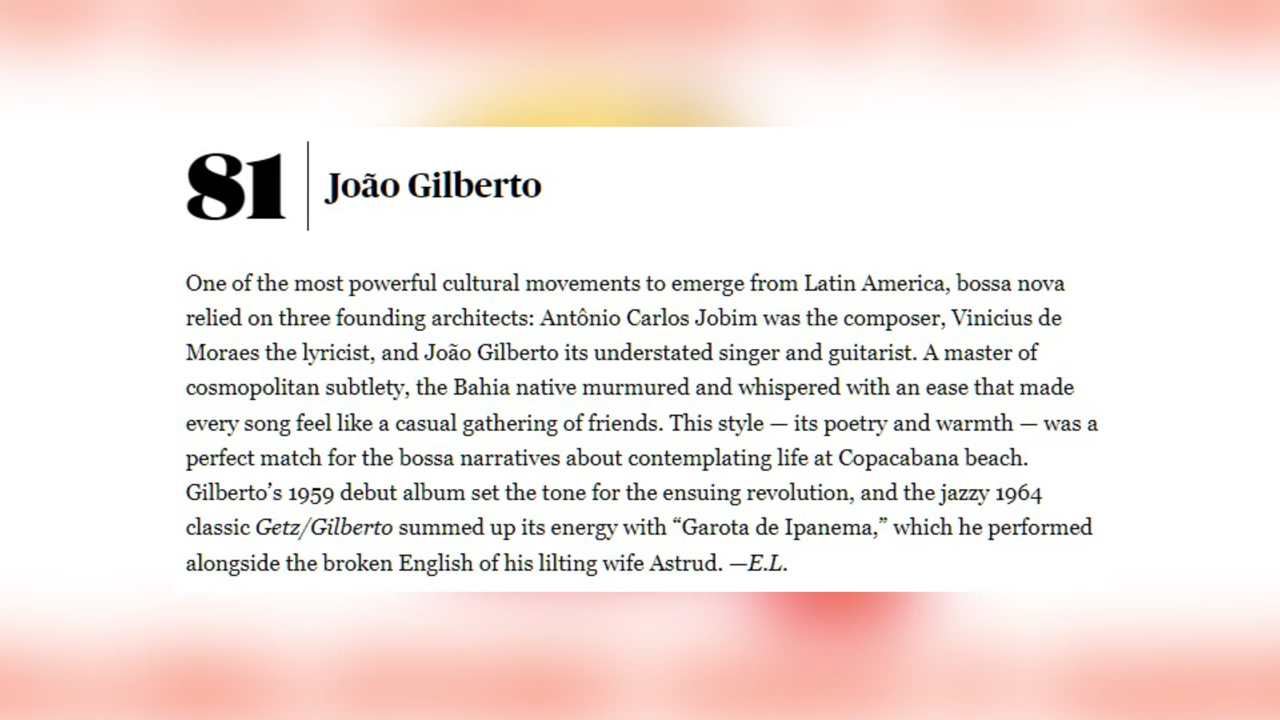 81
João Gilberto
One of the most powerful cultural movements to emerge from Latin America, bossa nova
relied on three founding architects: Antônio Carlos Jobim was the composer, Vinicius de
Moraes the lyricist, and João Gilberto its understated singer and guitarist. A master of
cosmopolitan subtlety, the Bahia native murmured and whispered with an ease that made
every song feel like a casual gathering of friends. This style — its poetry and warmth — was a
perfect match for the bossa narratives about contemplating life at Copacabana beach.
Gilberto’s 1959 debut album set the tone for the ensuing revolution, and the jazzy 1964
classic Getz/Gilberto summed up its energy with “Garota de Ipanema,” which he performed
alongside the broken English of his lilting wife Astrud. —E.L.